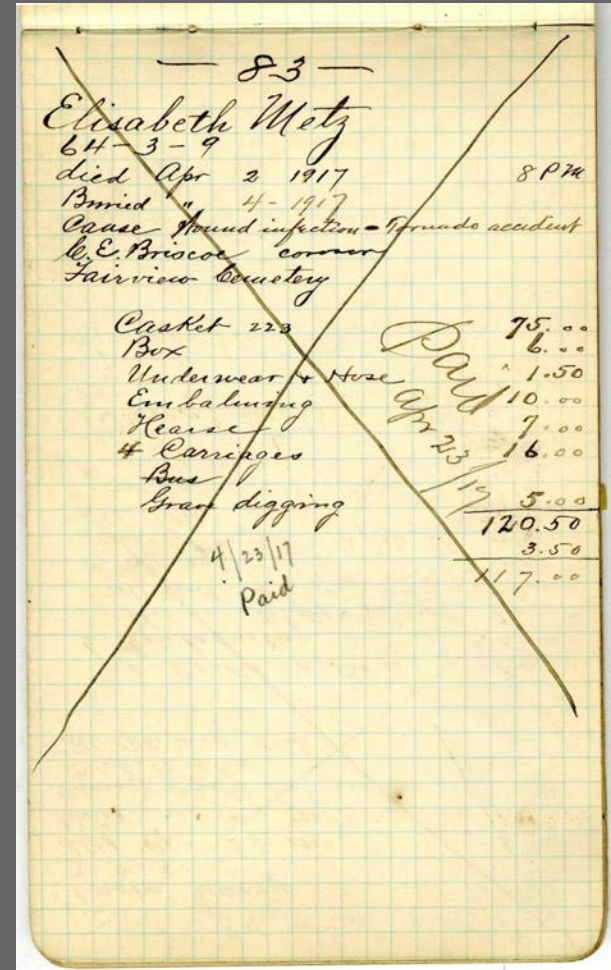 — 83 —
Elisabeth Metz
64-3-9
died Apr 2 1917 8 PM
Buried " 4-1917
Cause Wound infection - Tornado accident
C.E. Briscoe coroner
Fairview Cemetery
Casket 223 75.00
Box 6.00
Underwear & Hose 1.50
Embalming 10.00
Hearse 7.00
4 Carriages 16.00
Bus
Grave digging 5.00
120.50
3.50
117.00
Paid
Apr 23/17
4/23/17
Paid